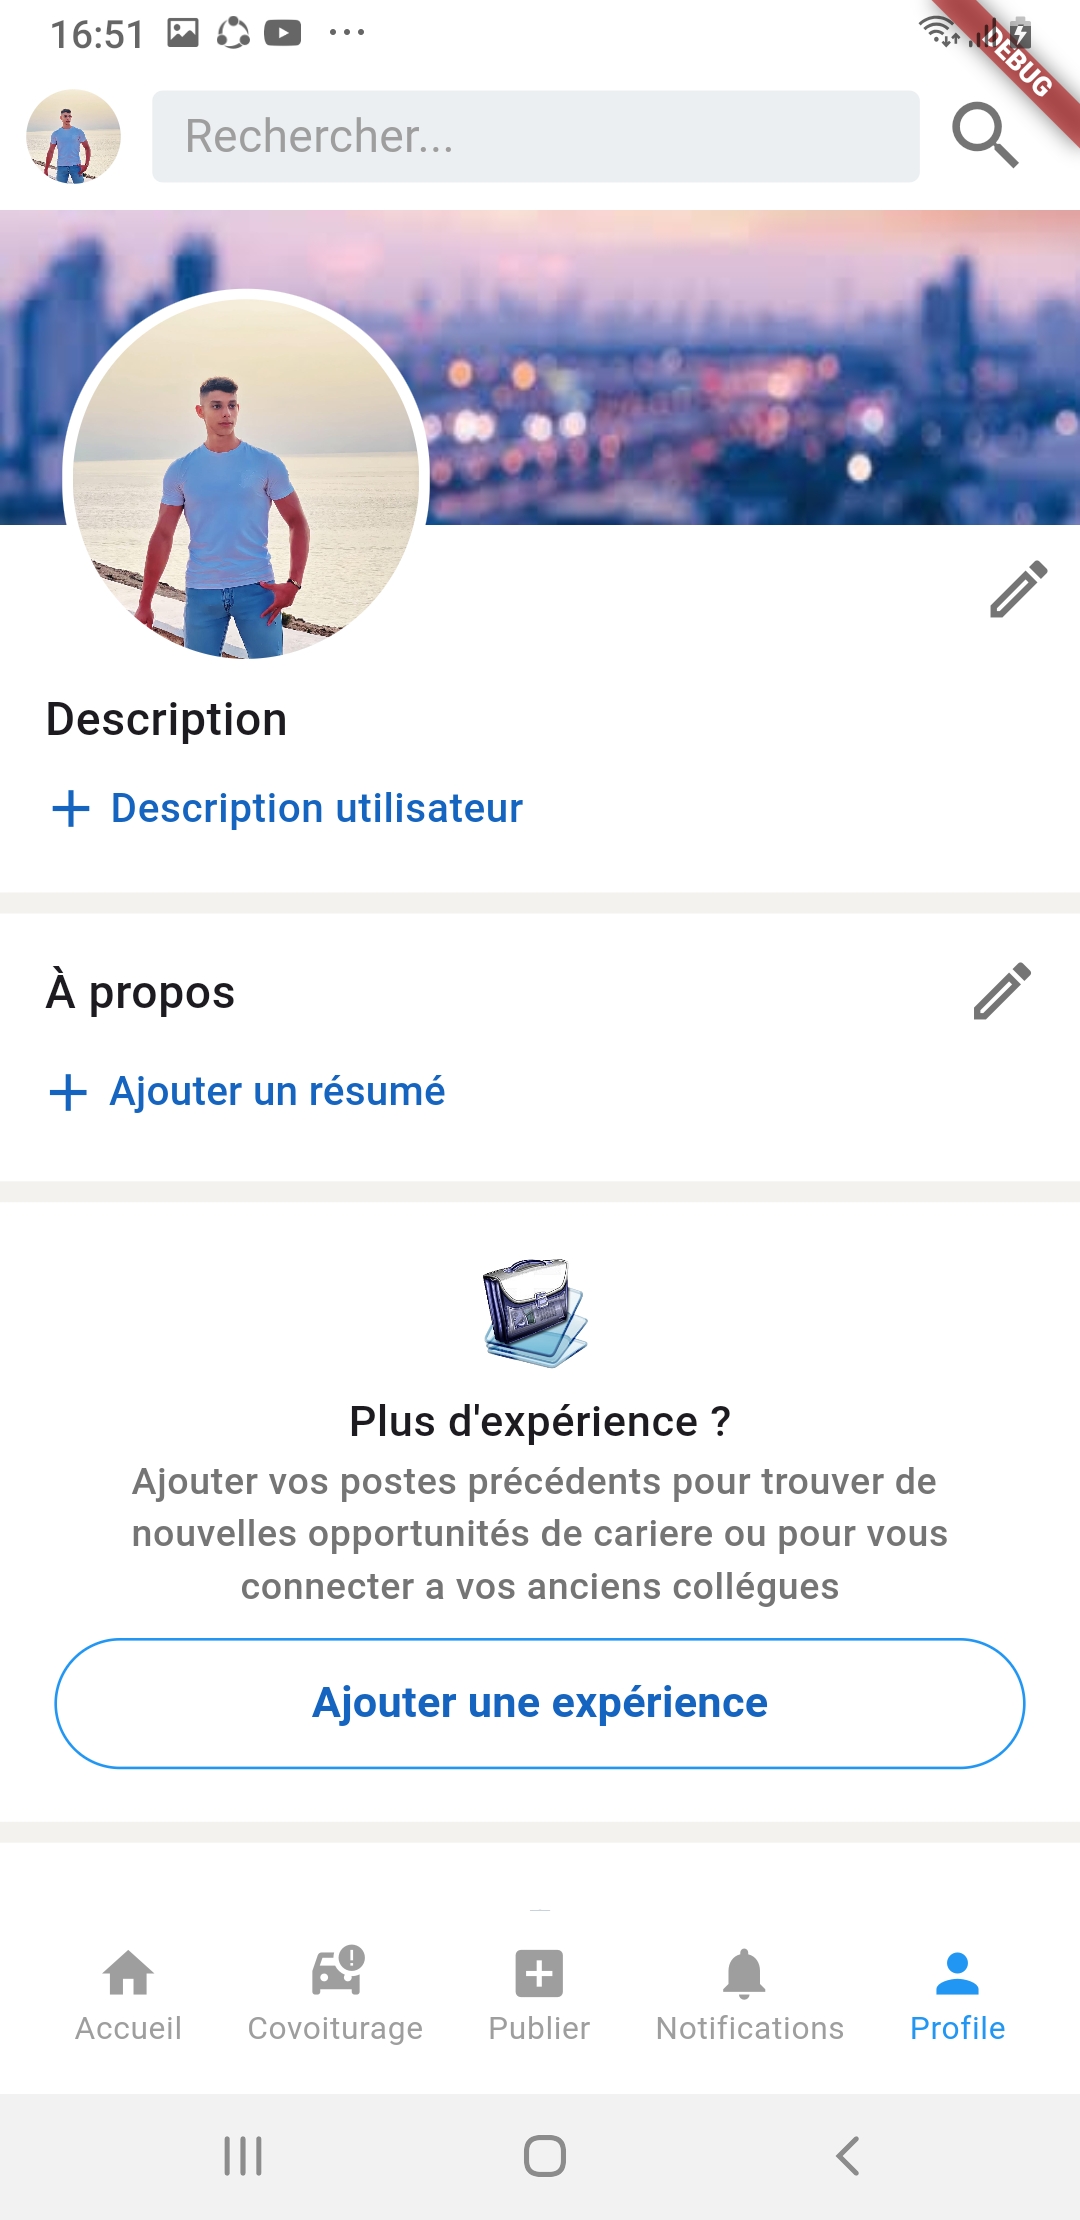 16:51
DEBUG
Rechercher...
Description
+ Description utilisateur
À propos
+ Ajouter un résumé
Plus d'expérience ?
Ajouter vos postes précédents pour trouver de
nouvelles opportunités de cariere ou pour vous
connecter a vos anciens collégues
Ajouter une expérience
Accueil
Covoiturage
Publier
Notifications
Profile